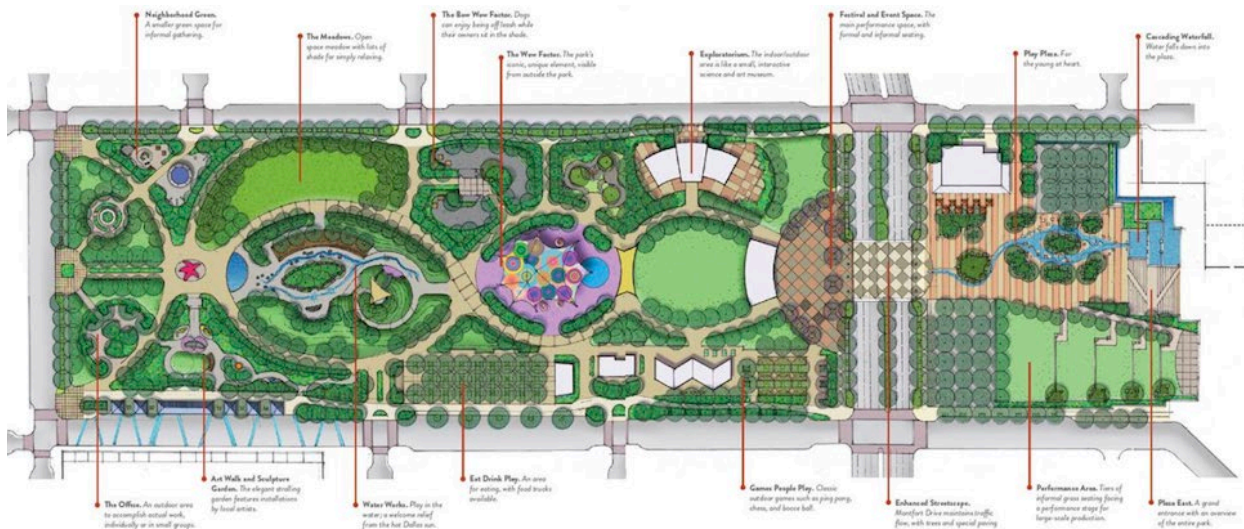 Neighborhood Green.
A smaller green space for
informal gathering.
The Meadows. Open
space meadow with lots of
shade for simply relaxing.
The Bow Wow Factor. Dogs
can enjoy being off leash while
their owners sit in the shade.
The Wow Factor. The park's
iconic, unique element, visible
from outside the park.
Exploratorium. The indoor/outdoor
area is like a small, interactive
science and art museum.
Festival and Event Space. The
main performance space, with
formal and informal seating.
Play Plaza. For
the young at heart.
Cascading Waterfall.
Water falls down into
the plaza.
The Office. An outdoor area
to accomplish actual work,
individually or in small groups.
Art Walk and Sculpture
Garden. The elegant strolling
garden features installations
by local artists.
Water Works. Play in the
water; a welcome relief
from the hot Dallas sun.
Eat Drink Play. An area
for eating, with food trucks
available.
Games People Play. Classic
outdoor games such as ping pong,
chess, and bocce ball.
Enhanced Streetscape.
Montfort Drive maintains traffic
flow, with trees and special paving
Performance Area. Tiers of
informal grass seating facing
a performance stage for
large-scale production.
Plaza East. A grand
entrance with an overview
of the entire park.